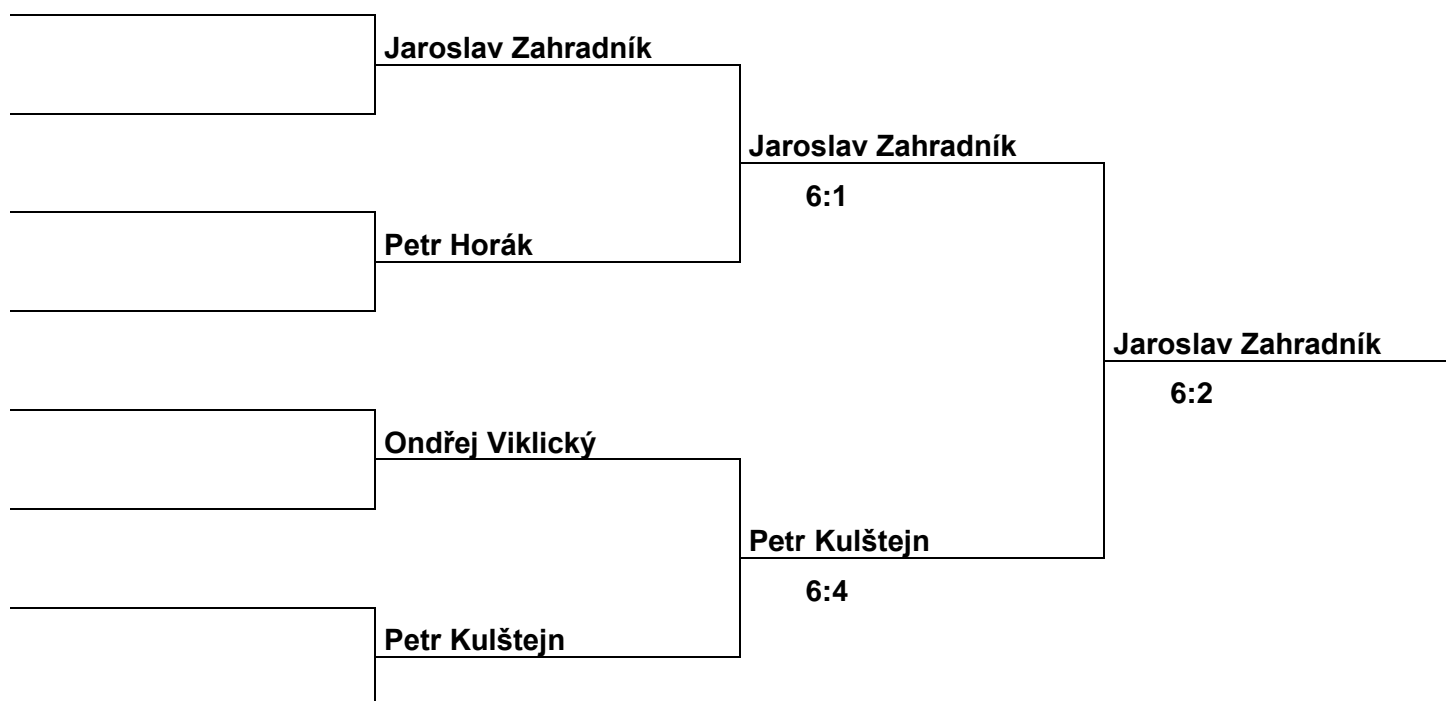 Jaroslav Zahradník
Jaroslav Zahradník
6:1
Petr Horák
Jaroslav Zahradník
6:2
Ondřej Viklický
Petr Kulštejn
6:4
Petr Kulštejn